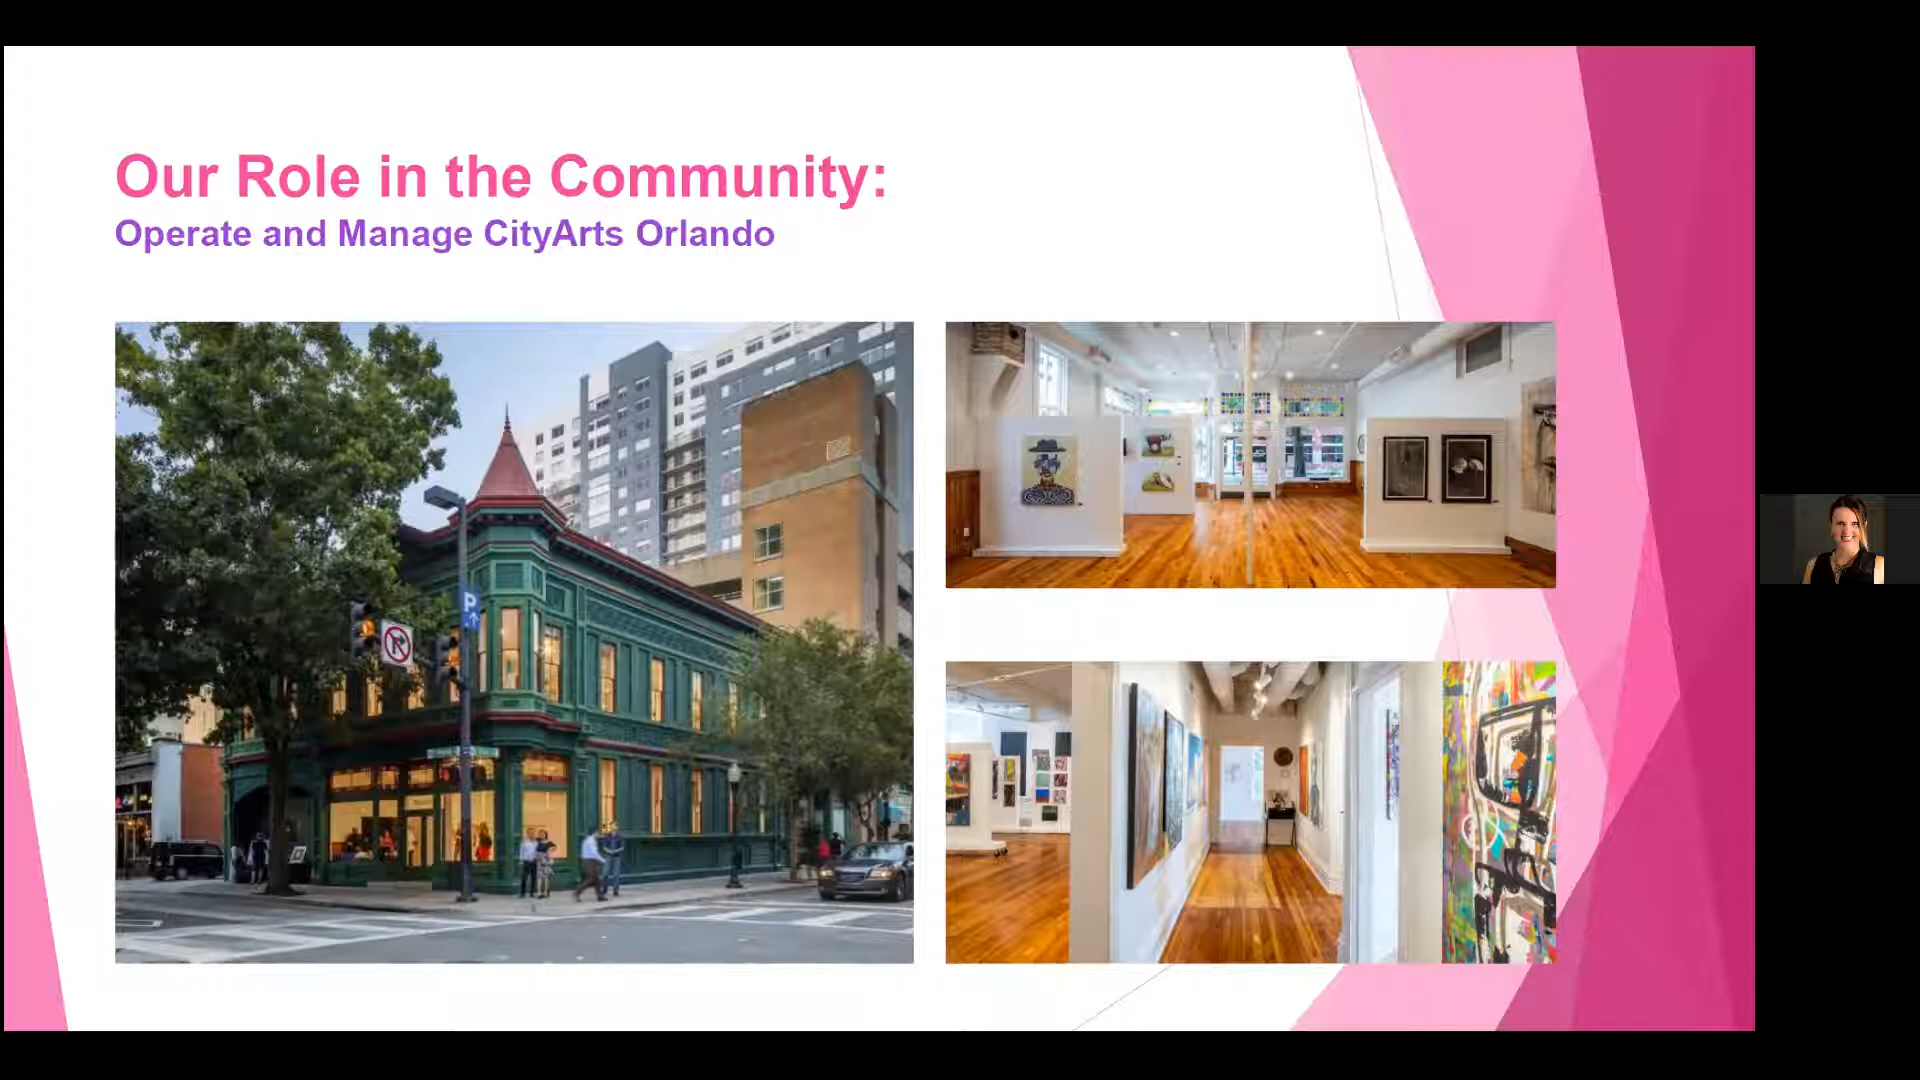 Our Role in the Community:
Operate and Manage CityArts Orlando
P